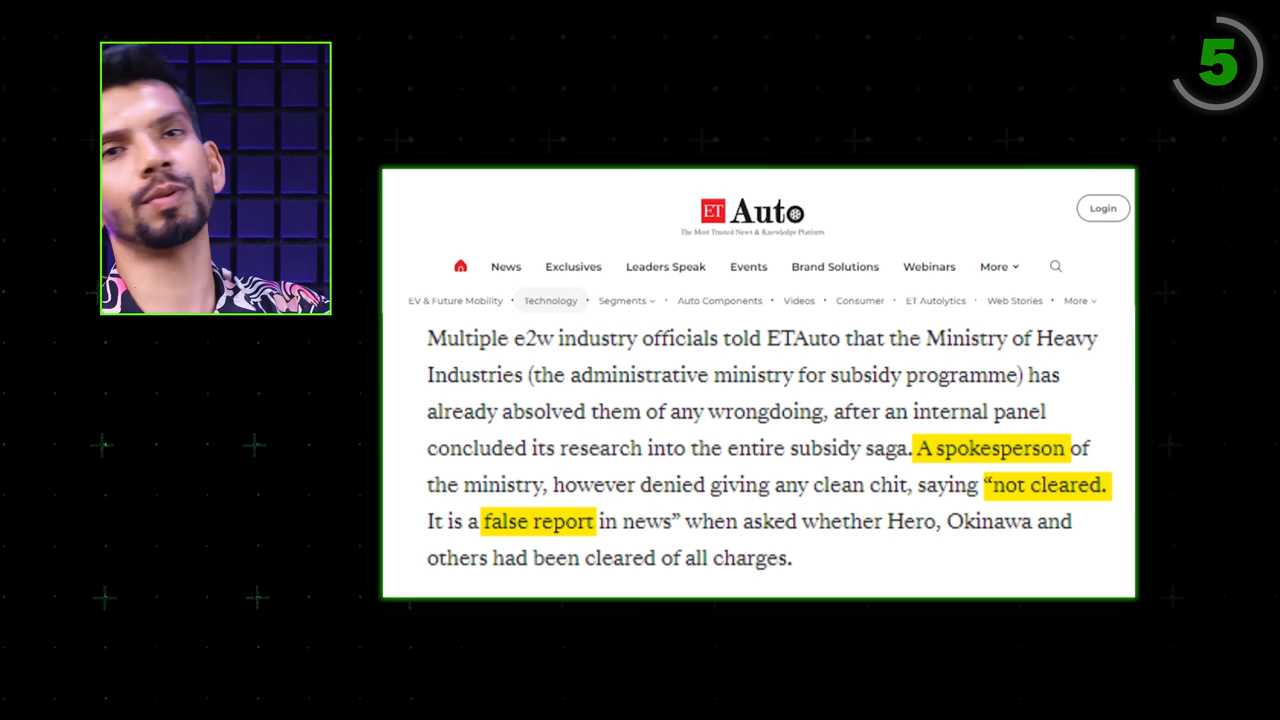 5
ET Auto
The Most Trusted News & Knowledge Platform
Login
News Exclusives Leaders Speak Events Brand Solutions Webinars More
EV & Future Mobility • Technology • Segments • Auto Components • Videos • Consumer • ET Autolytics • Web Stories • More
Multiple e2w industry officials told ETAuto that the Ministry of Heavy
Industries (the administrative ministry for subsidy programme) has
already absolved them of any wrongdoing, after an internal panel
concluded its research into the entire subsidy saga. A spokesperson of
the ministry, however denied giving any clean chit, saying “not cleared.
It is a false report in news” when asked whether Hero, Okinawa and
others had been cleared of all charges.